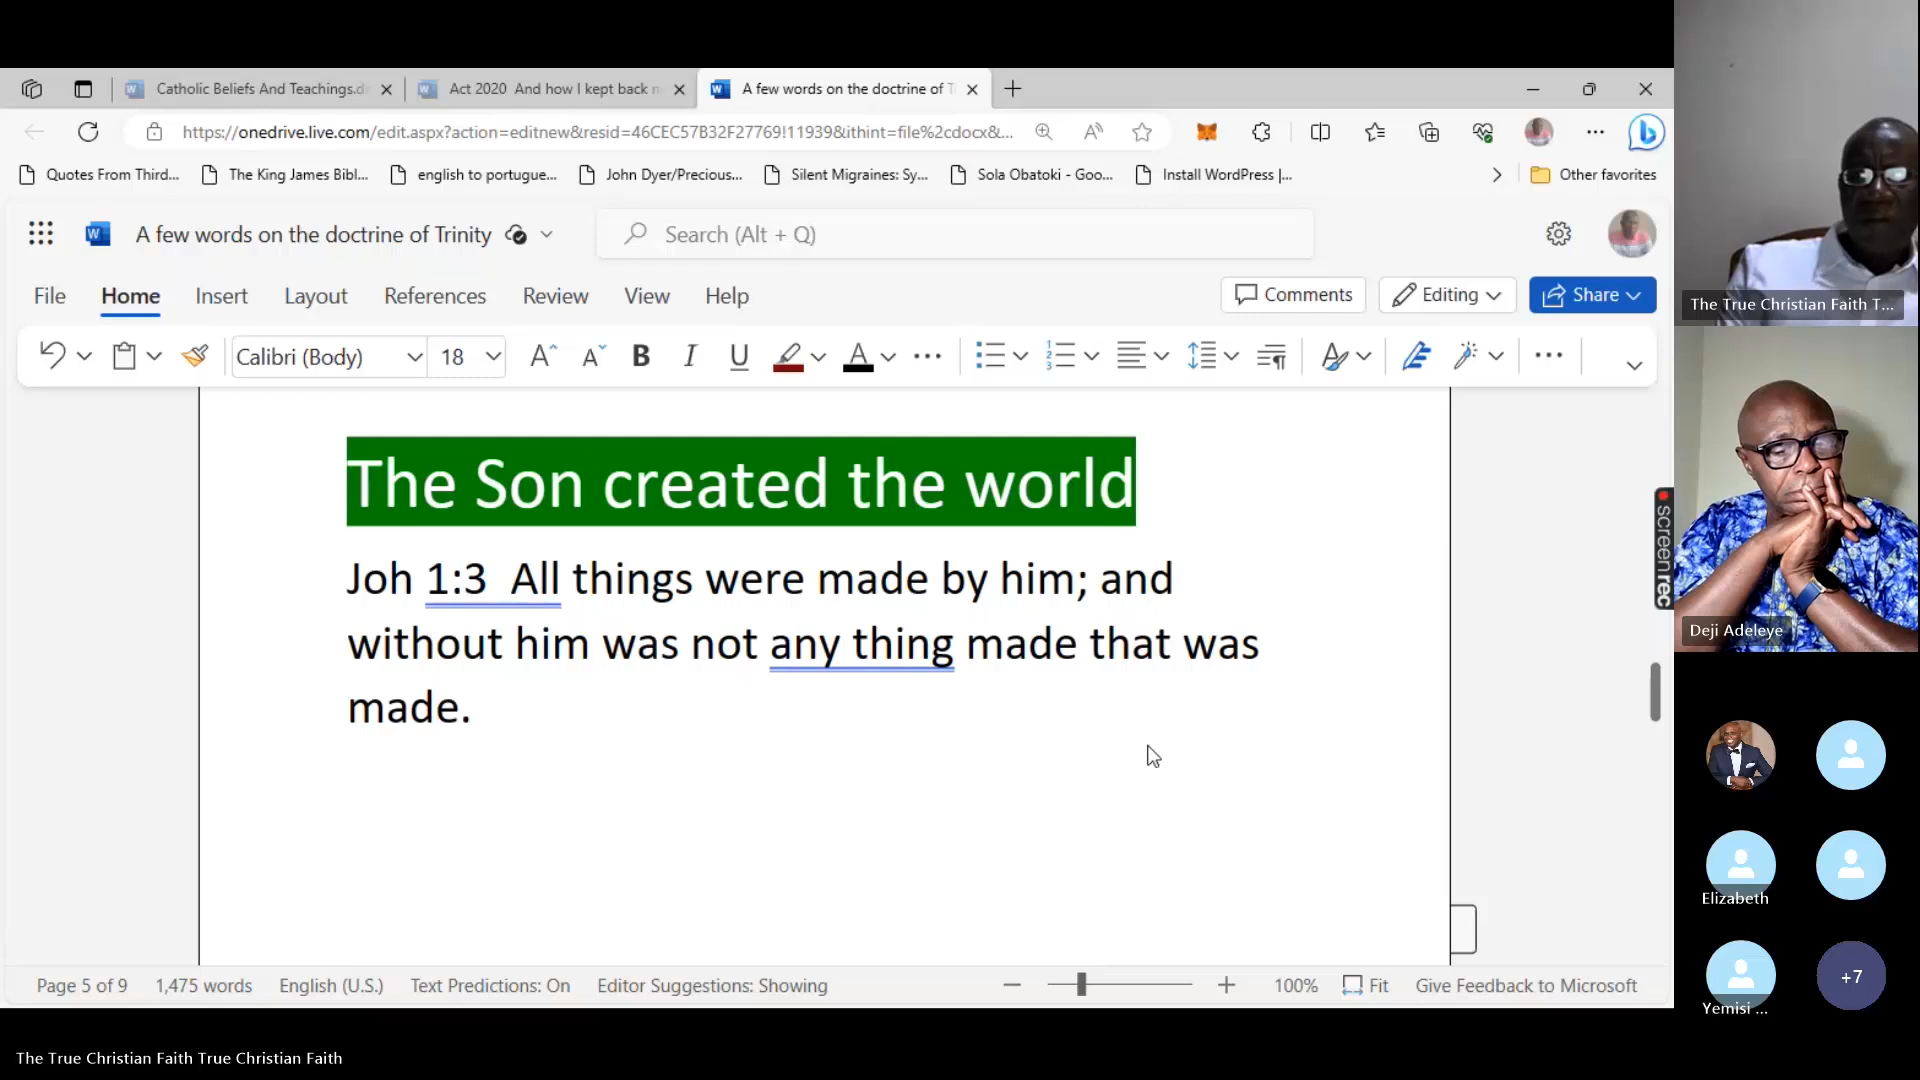 Catholic Beliefs And Teachings.d
Act 2020 And how I kept back
A few words on the doctrine of T
https://onedrive.live.com/edit.aspx?action=editnew&resid=46CEC57B32F27769!11939&ithint=file%2cdocx&...
Quotes From Third...
The King James Bibl...
english to portugue...
John Dyer/Precious...
Silent Migraines: Sy...
Sola Obatoki - Goo...
Install WordPress |...
Other favorites
A few words on the doctrine of Trinity
Search (Alt + Q)
File Home Insert Layout References Review View Help
Comments
Editing
Share
Calibri (Body)
18
The Son created the world
Joh 1:3 All things were made by him; and
without him was not any thing made that was
made.
Page 5 of 9
1,475 words
English (U.S.)
Text Predictions: On
Editor Suggestions: Showing
100%
Fit
Give Feedback to Microsoft
screenrec
The True Christian Faith T...
Deji Adeleye
Elizabeth
Yemisi ...
+7
The True Christian Faith True Christian Faith